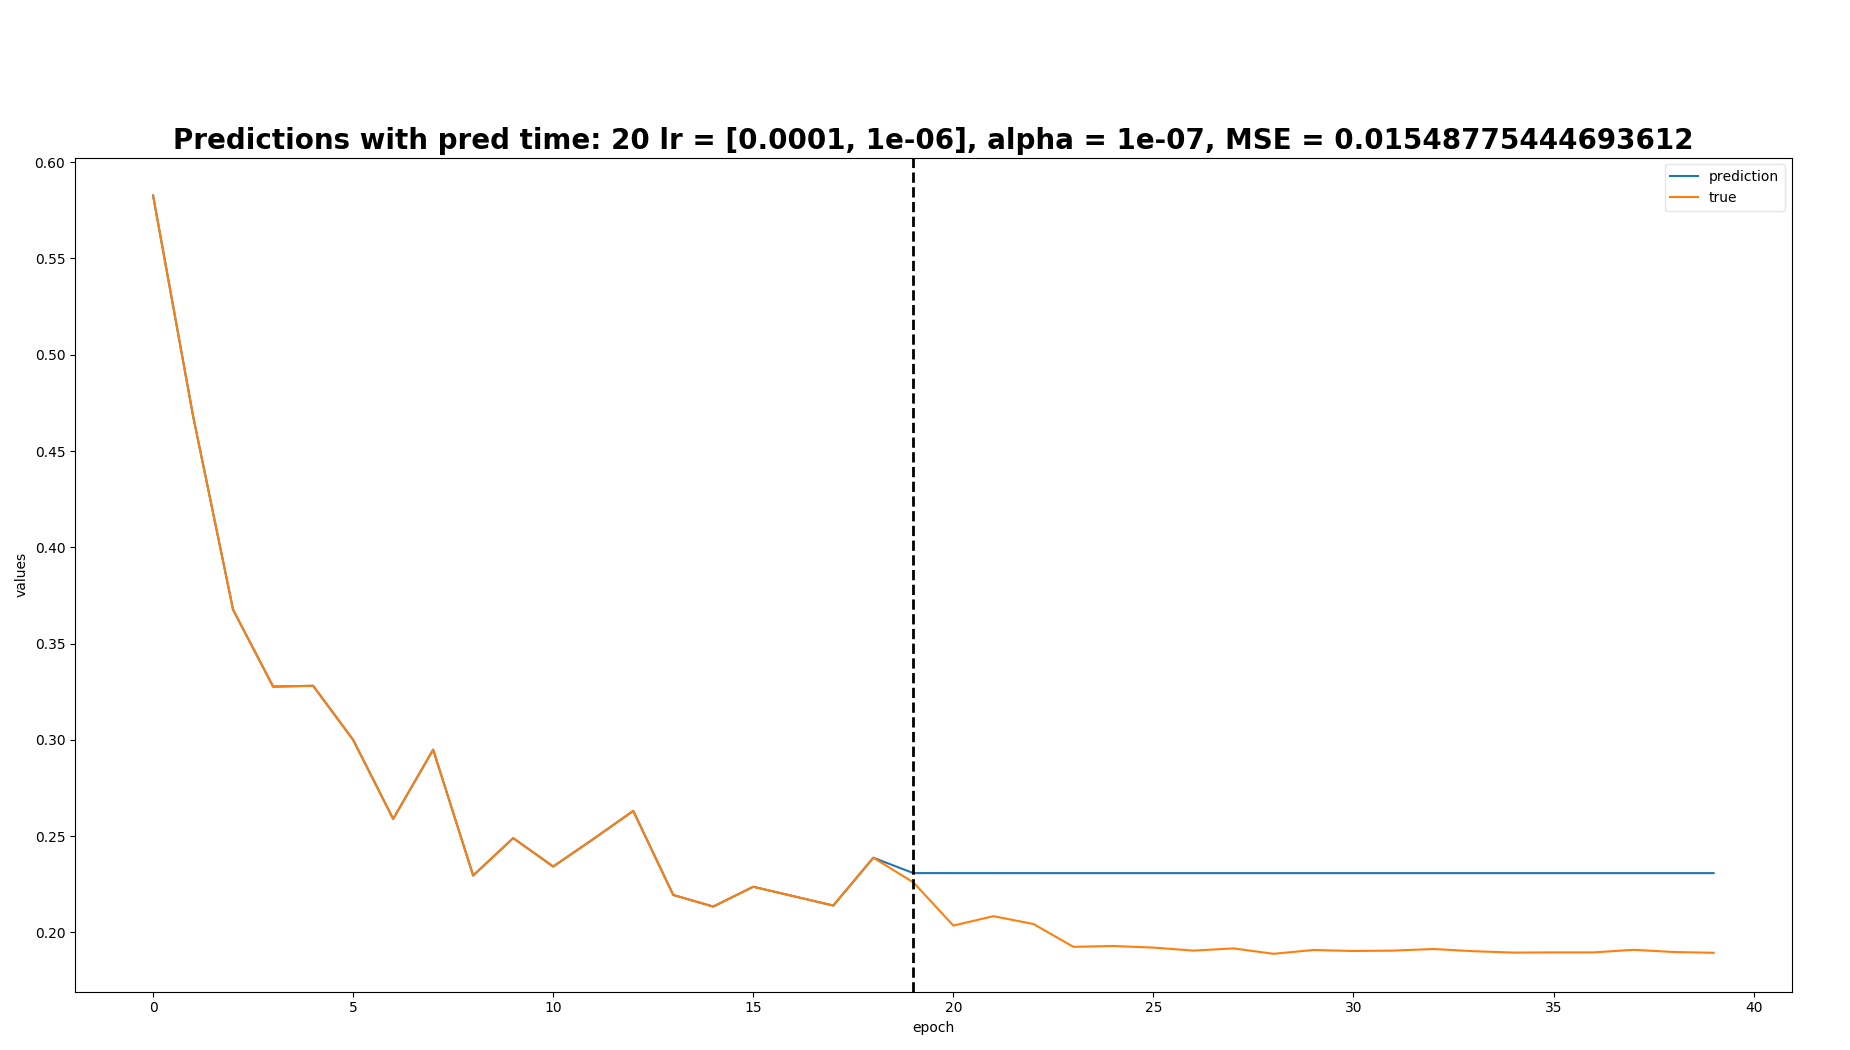 Predictions with pred time: 20 lr = [0.0001, 1e-06], alpha = 1e-07, MSE = 0.01548775444693612
prediction
true
values
0.60
0.55
0.50
0.45
0.40
0.35
0.30
0.25
0.20
0 5 10 15 20 25 30 35 40
epoch